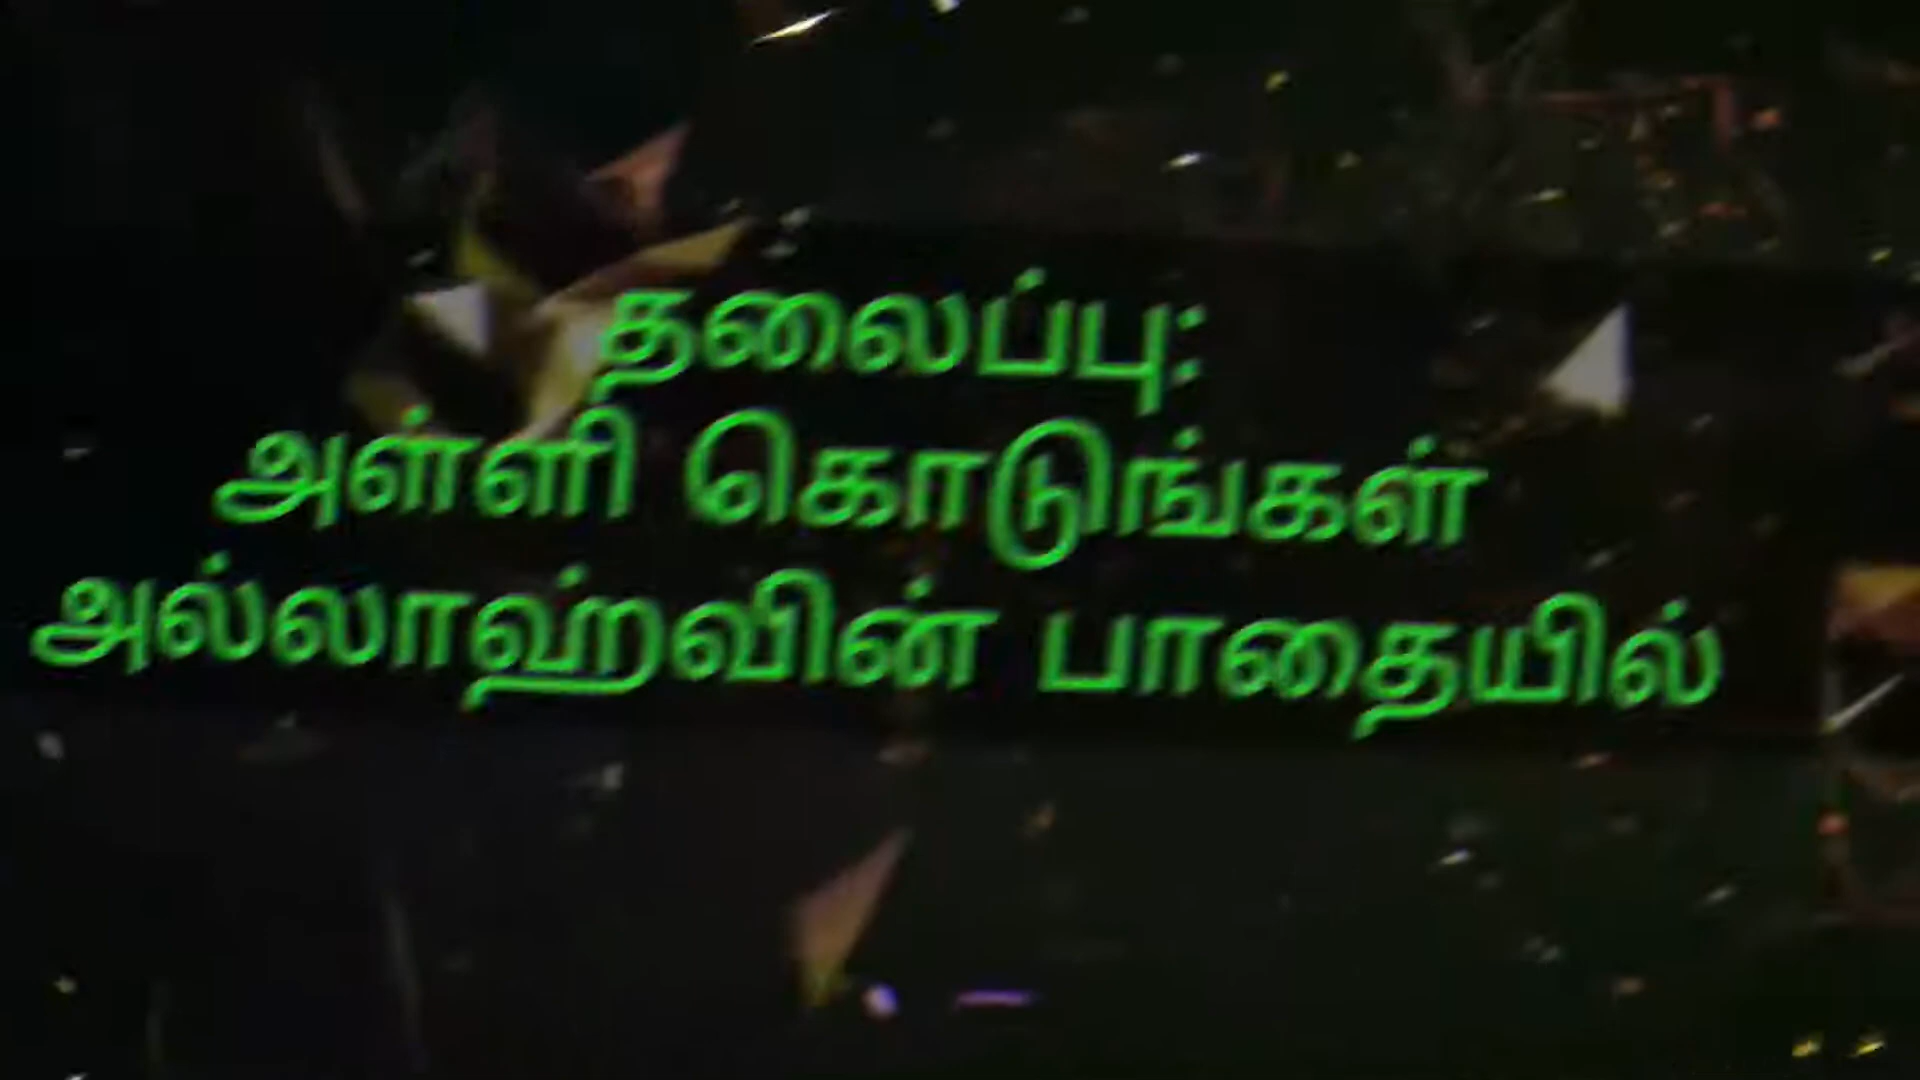 தலைப்பு:
அள்ளி கொடுங்கள்
அல்லாஹ்வின் பாதையில்